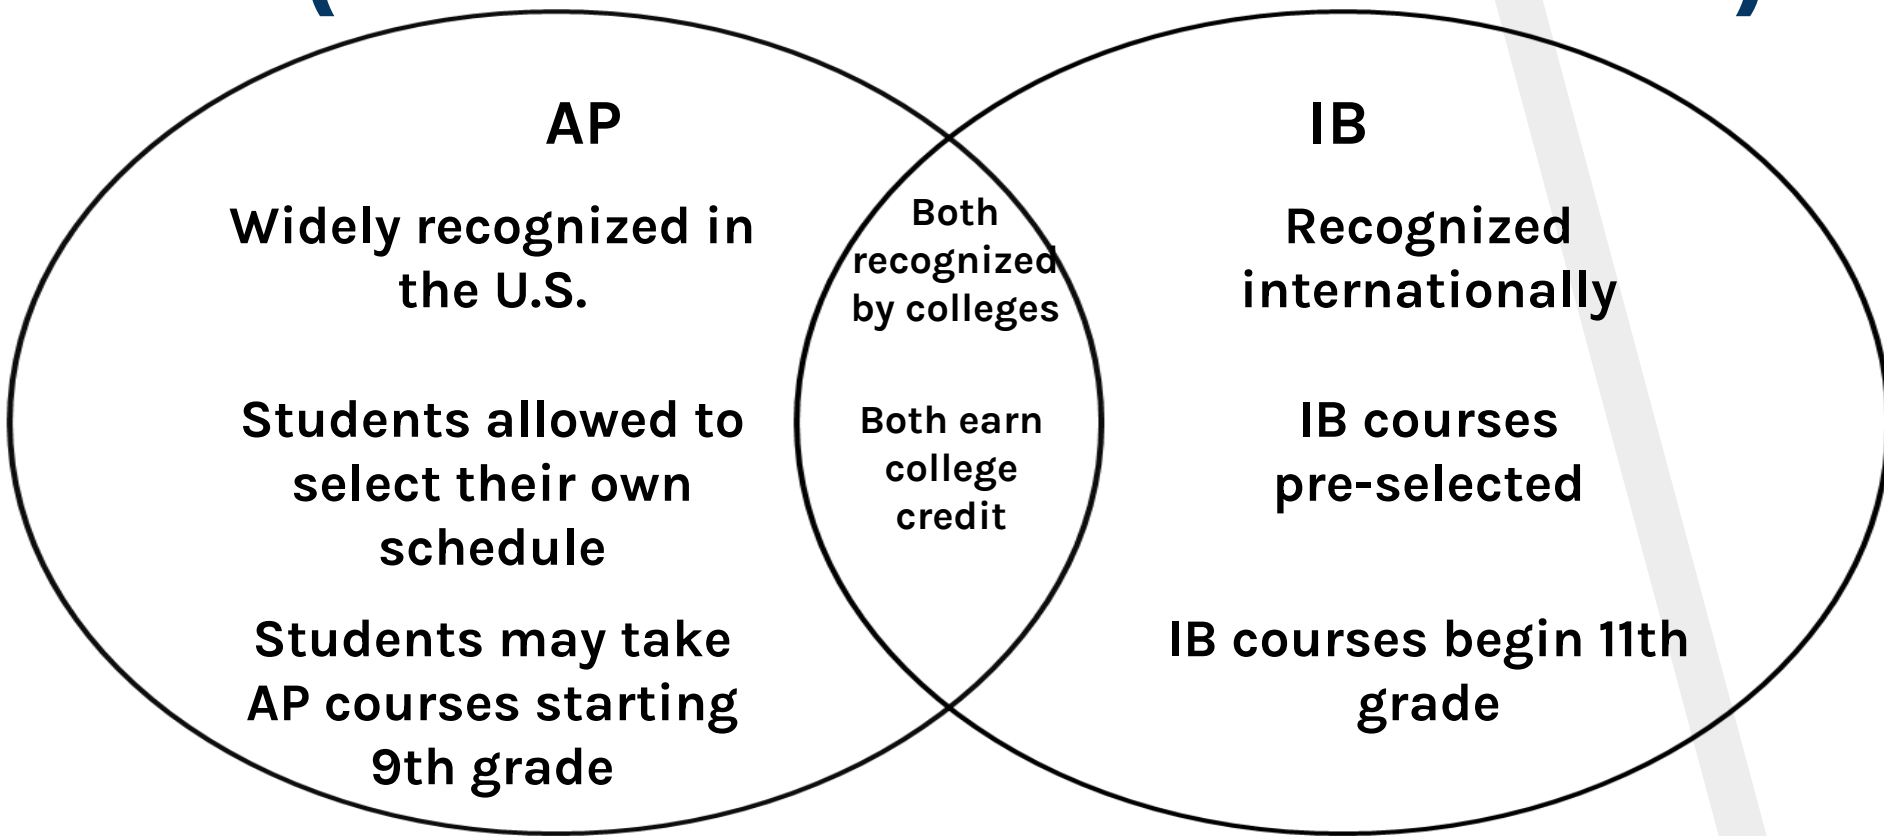 (
)
AP
Widely recognized in
the U.S.
Students allowed to
select their own
schedule
Students may take
AP courses starting
9th grade
Both
recognized
by colleges
Both earn
college
credit
IB
Recognized
internationally
IB courses
pre-selected
IB courses begin 11th
grade